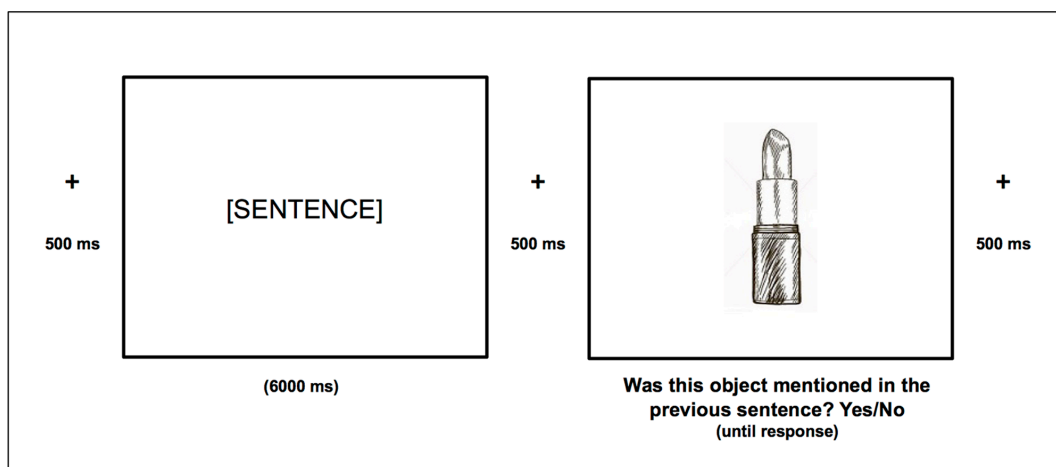 +
500 ms
[SENTENCE]
(6000 ms)
+
500 ms
Was this object mentioned in the
previous sentence? Yes/No
(until response)
+
500 ms